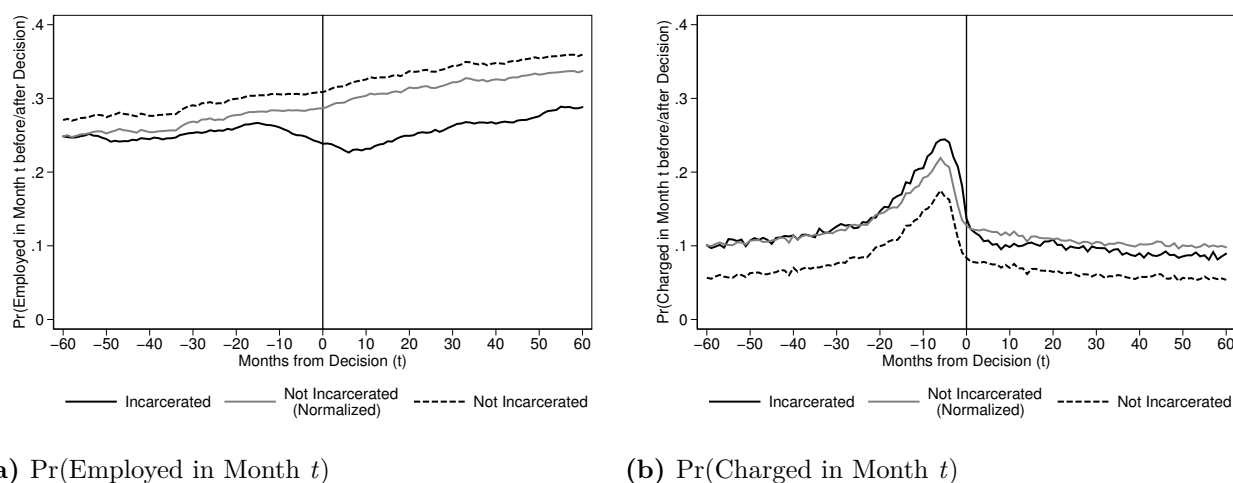 Pr(Employed in Month t before/after Decision)
.4
.3
.2
.1
0
−60 −50 −40 −30 −20 −10 0 10 20 30 40 50 60
Months from Decision (t)
Incarcerated Not Incarcerated (Normalized) Not Incarcerated
Pr(Charged in Month t before/after Decision)
.4
.3
.2
.1
0
−60 −50 −40 −30 −20 −10 0 10 20 30 40 50 60
Months from Decision (t)
Incarcerated Not Incarcerated (Normalized) Not Incarcerated
a) Pr(Employed in Month t)
(b) Pr(Charged in Month t)